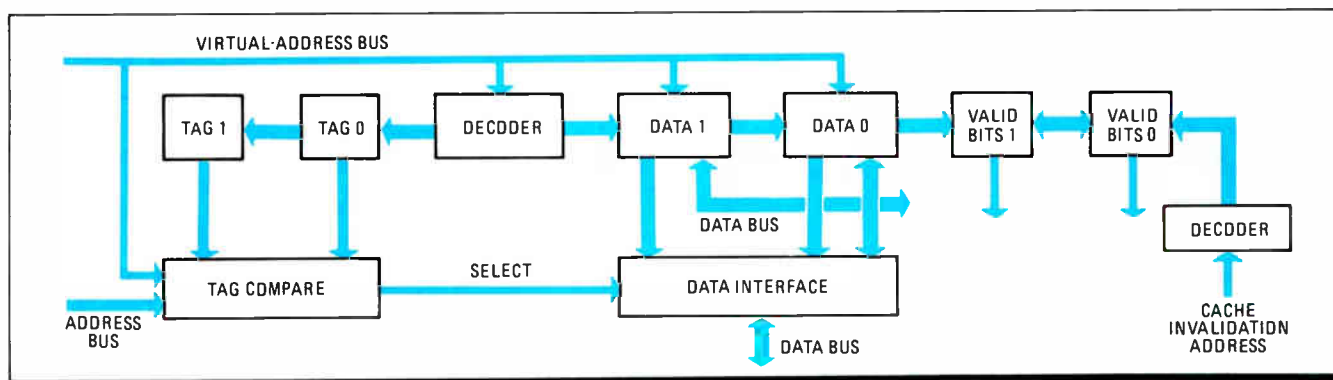 VIRTUAL-ADDRESS BUS
TAG 1
TAG 0
DECODER
DATA 1
DATA 0
VALID
BITS 1
VALID
BITS 0
DATA BUS
DECODER
TAG COMPARE
SELECT
DATA INTERFACE
ADDRESS
BUS
DATA BUS
CACHE
INVALIDATION
ADDRESS